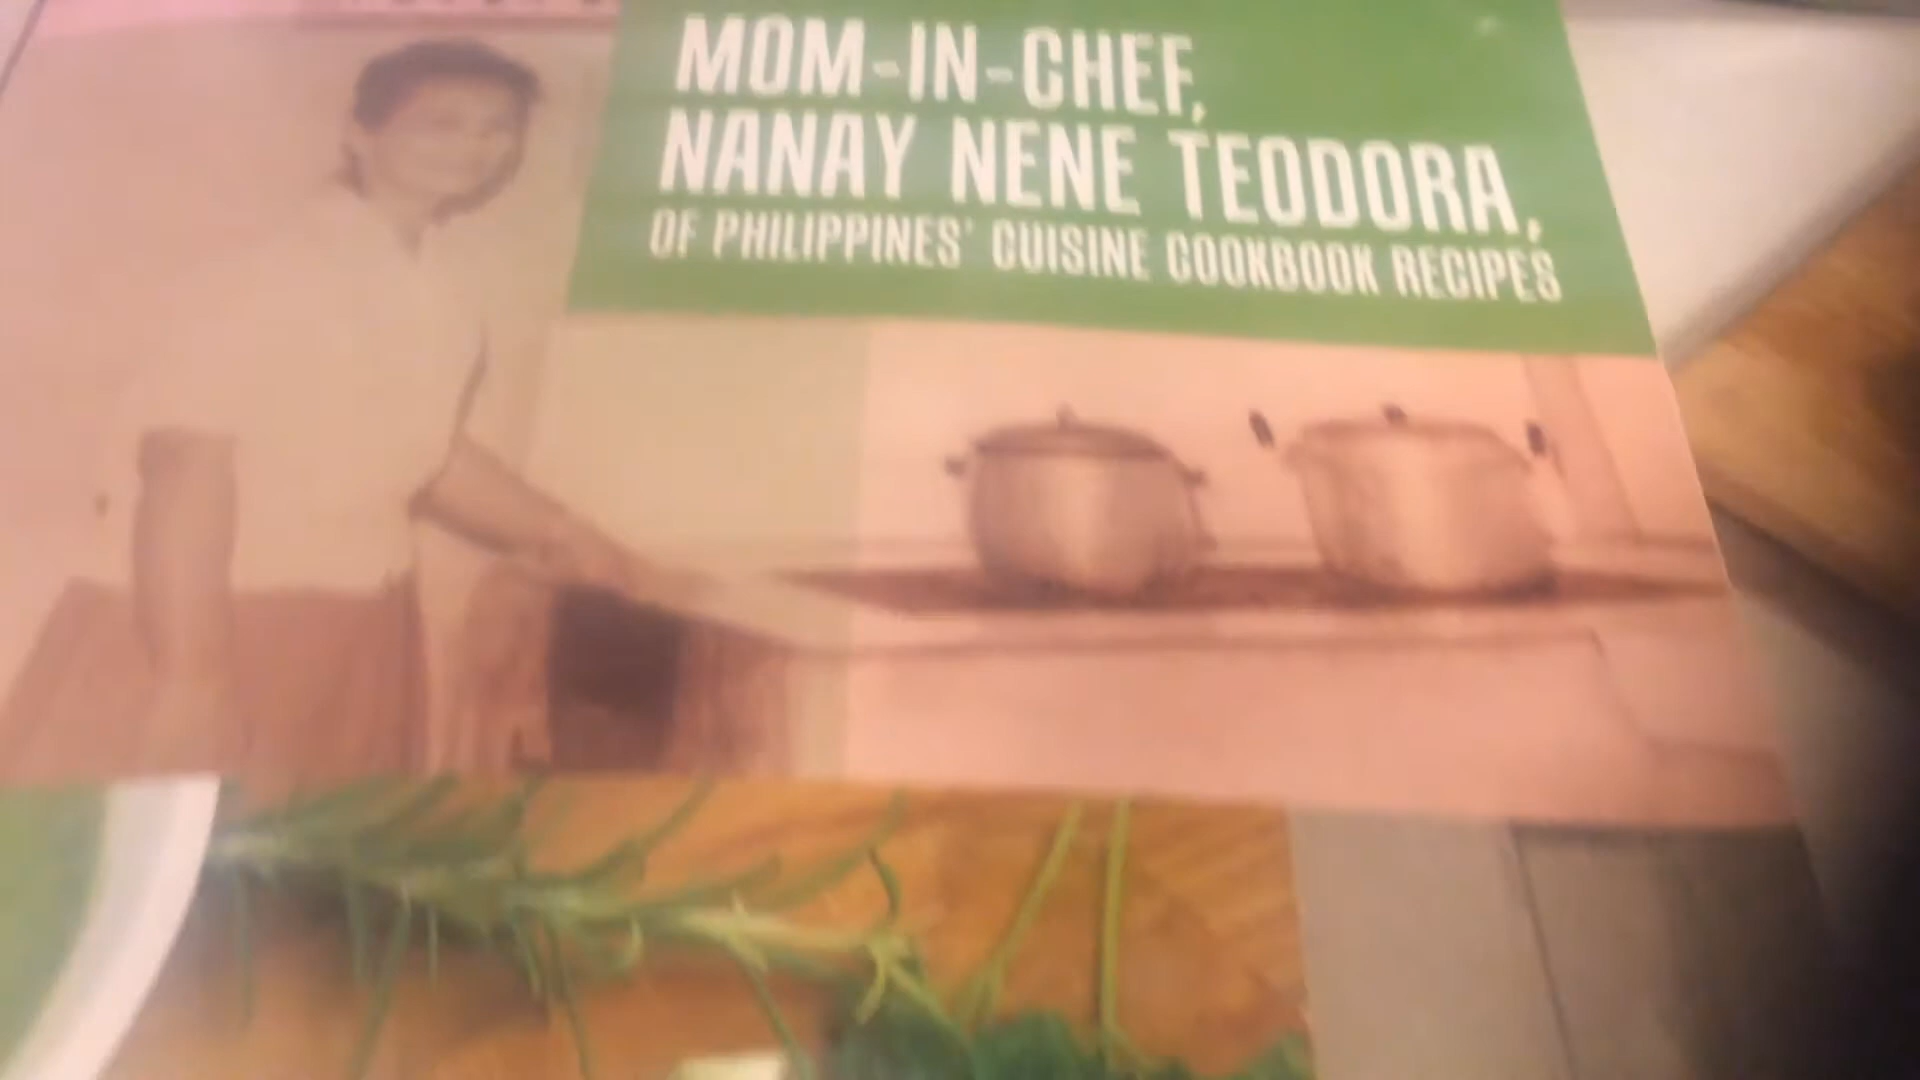 MOM-IN-CHEF,
NANAY NENE TEODORA,
OF PHILIPPINES' CUISINE COOKBOOK RECIPES